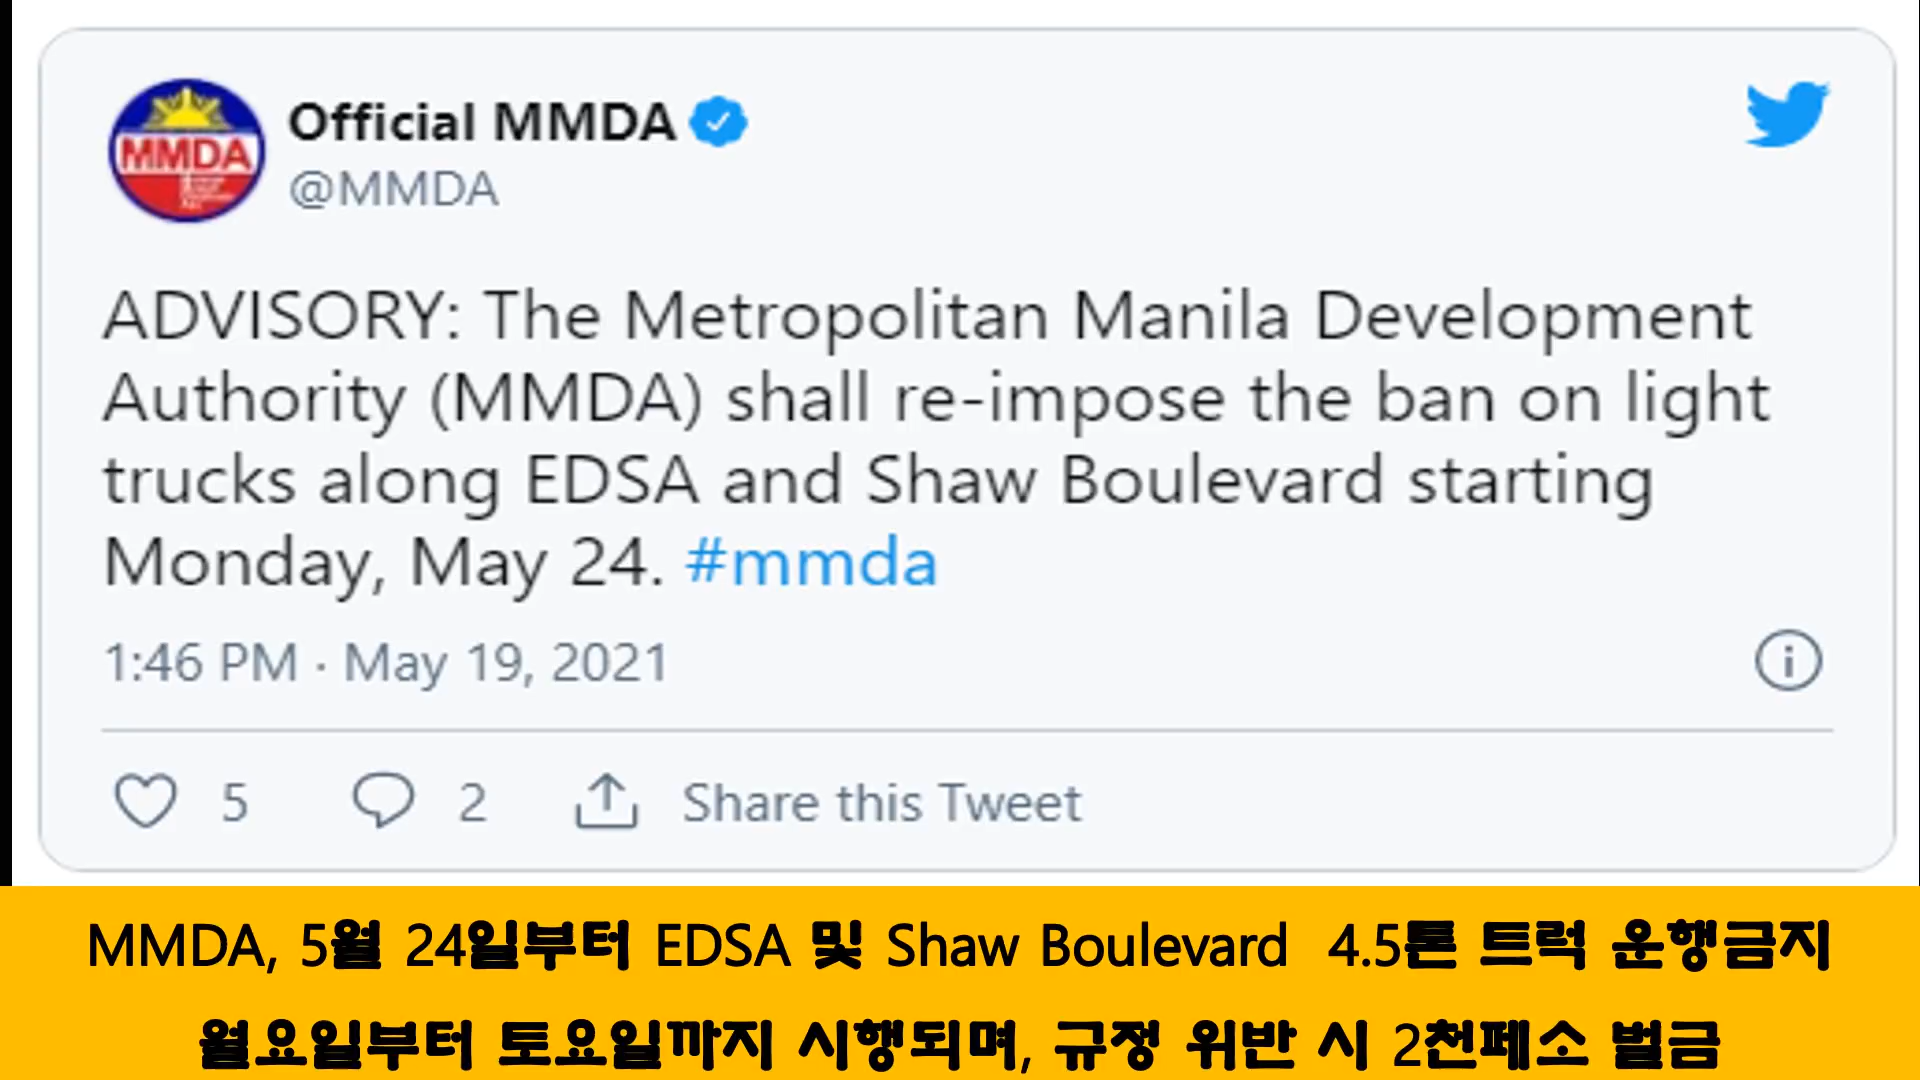 MMDA
Official MMDA
@MMDA
ADVISORY: The Metropolitan Manila Development
Authority (MMDA) shall re-impose the ban on light
trucks along EDSA and Shaw Boulevard starting
Monday, May 24. #mmda
1:46 PM · May 19, 2021
5 2 Share this Tweet
MMDA, 5월 24일부터 EDSA 및 Shaw Boulevard 4.5톤 트럭 운행금지
월요일부터 토요일까지 시행되며, 규정 위반 시 2천페소 벌금